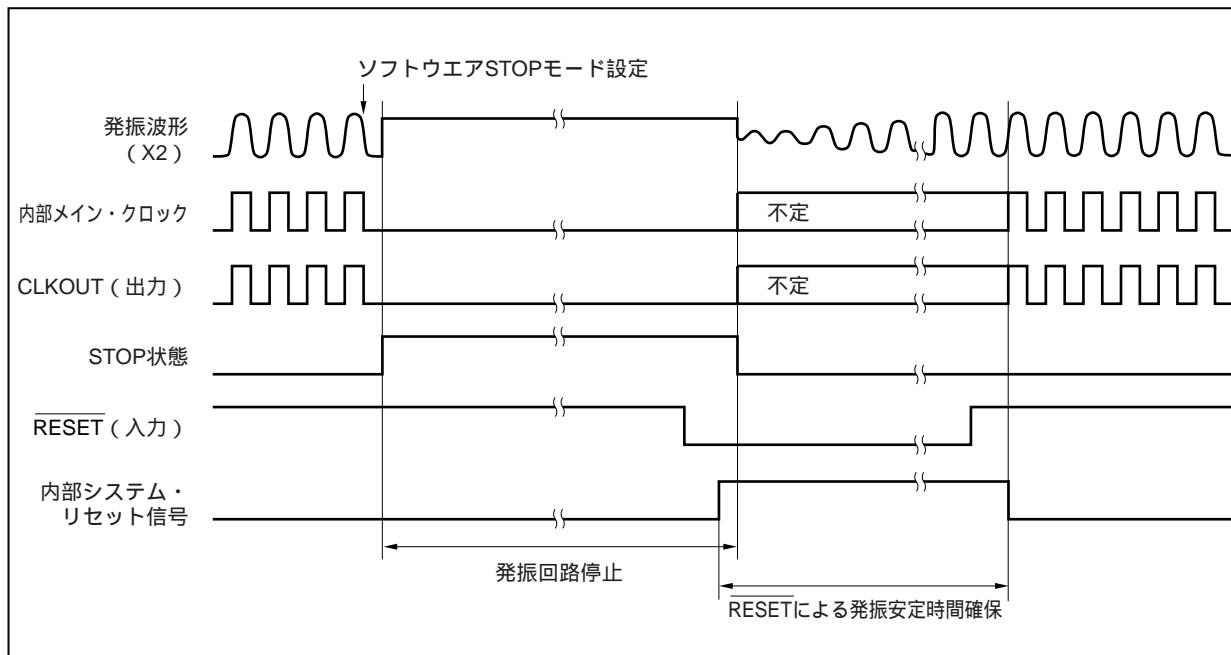 ソフトウエアSTOPモード設定
発振波形
（X2）
内部メイン・クロック
不定
CLKOUT（出力）
不定
STOP状態
RESET（入力）
内部システム・
リセット信号
発振回路停止
RESETによる発振安定時間確保